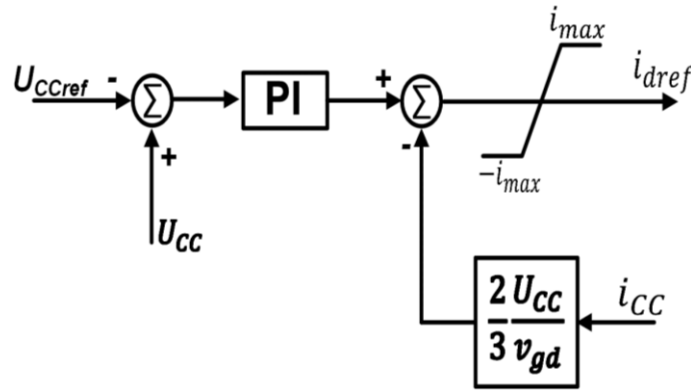 i_max
U_CCref - Σ PI + Σ i_dref
+ - −i_max
U_CC
2/3 U_CC/v_gd i_CC